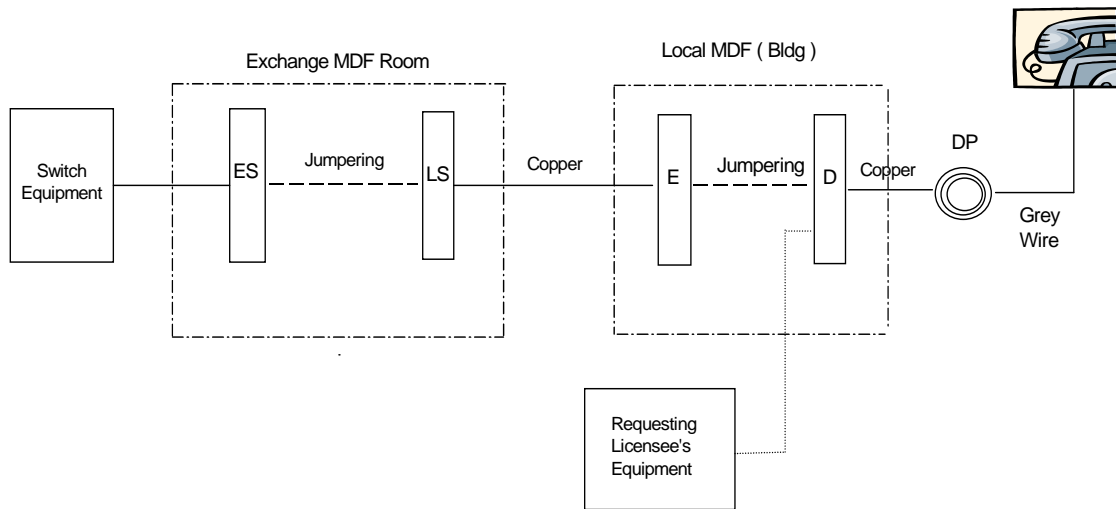 Exchange MDF Room
Local MDF ( Bldg )
Switch
Equipment
ES
Jumpering
LS
Copper
E
Jumpering
D
Copper
DP
Grey
Wire
Requesting
Licensee's
Equipment